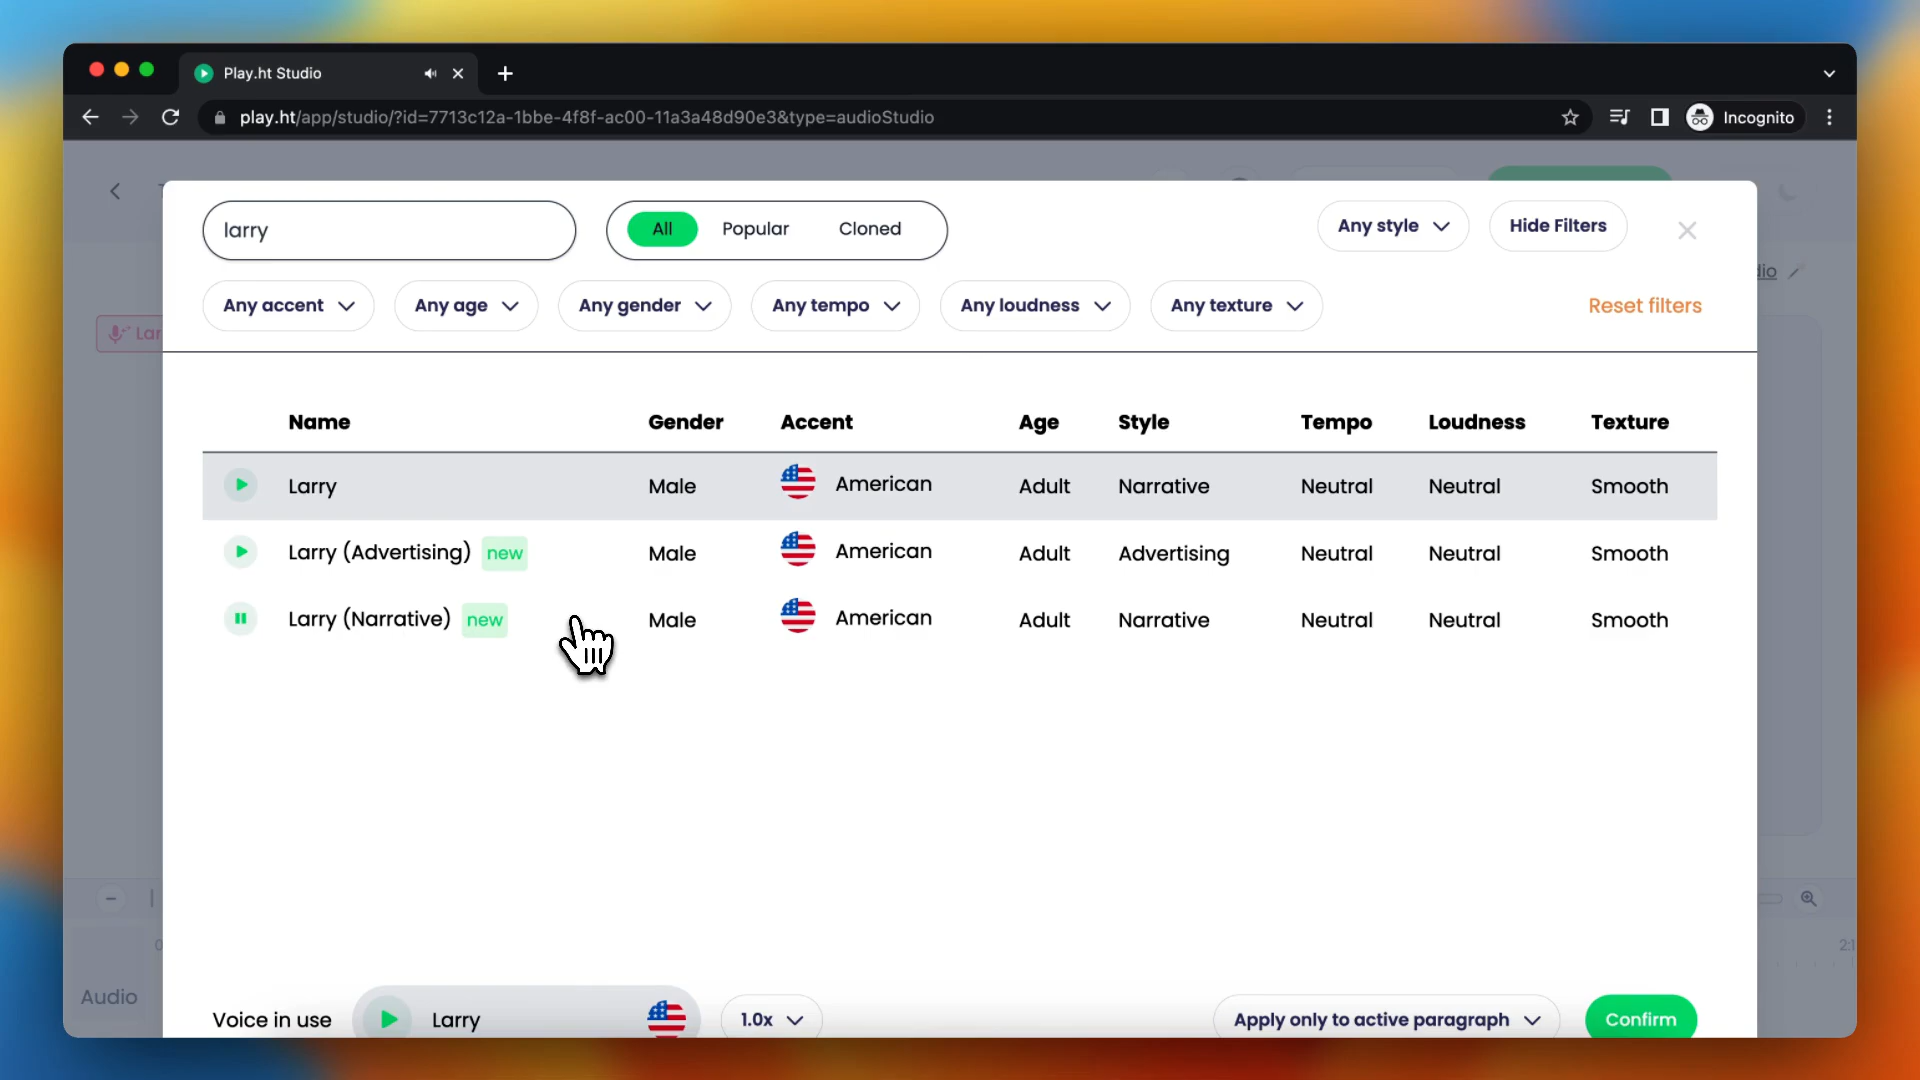 Play.ht Studio
play.ht/app/studio/?id=7713c12a-1bbe-4f8f-ac00-11a3a48d90e3&type=audioStudio
Incognito
larry
All Popular Cloned
Any style Hide Filters
dio
Any accent Any age Any gender Any tempo Any loudness Any texture Reset filters
Lar
Name Gender Accent Age Style Tempo Loudness Texture
Larry Male American Adult Narrative Neutral Neutral Smooth
Larry (Advertising) new Male American Adult Advertising Neutral Neutral Smooth
Larry (Narrative) new Male American Adult Narrative Neutral Neutral Smooth
Audio
Voice in use Larry 1.0x Apply only to active paragraph Confirm